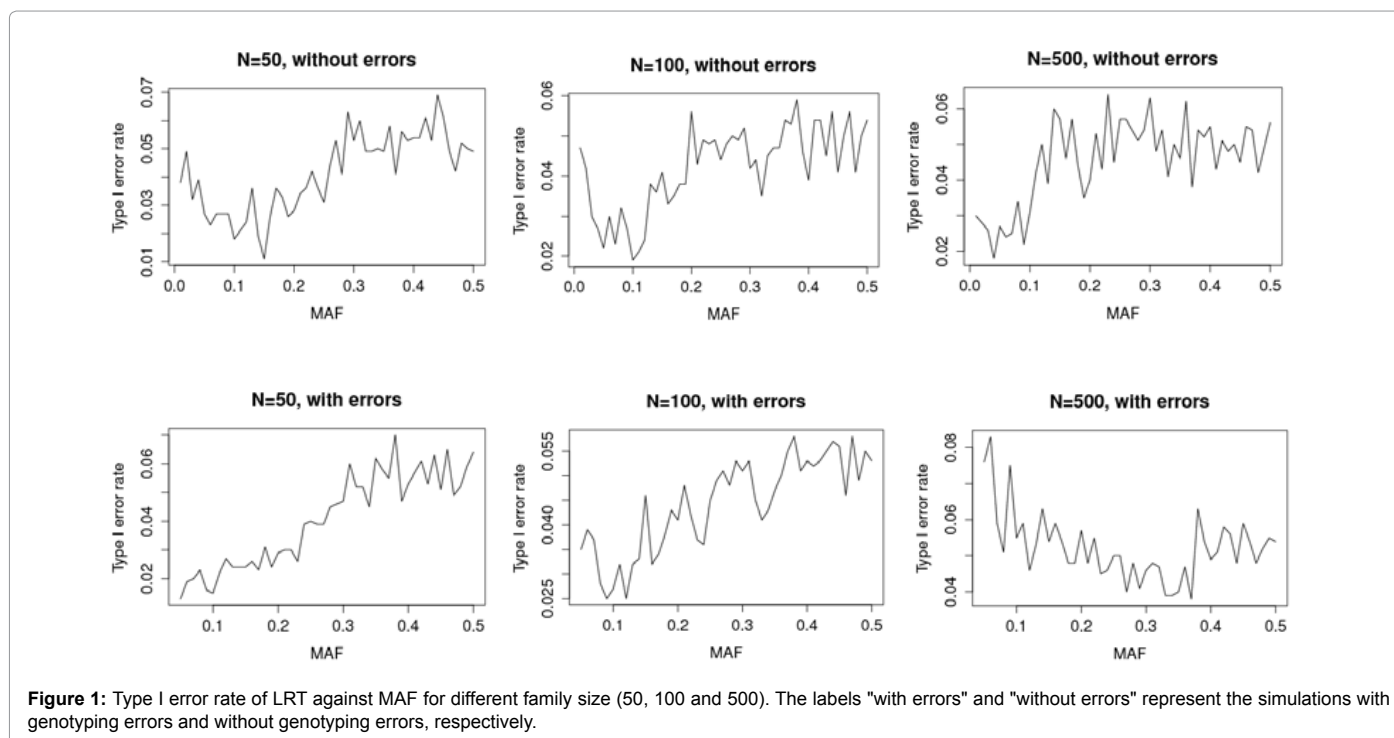 N=50, without errors
Type I error rate
0.01 0.03 0.05 0.07
0.0 0.1 0.2 0.3 0.4 0.5
MAF
N=100, without errors
Type I error rate
0.02 0.04 0.06
0.0 0.1 0.2 0.3 0.4 0.5
MAF
N=500, without errors
Type I error rate
0.02 0.04 0.06
0.0 0.1 0.2 0.3 0.4 0.5
MAF
N=50, with errors
Type I error rate
0.02 0.04 0.06
0.1 0.2 0.3 0.4 0.5
MAF
N=100, with errors
Type I error rate
0.025 0.040 0.055
0.1 0.2 0.3 0.4 0.5
MAF
N=500, with errors
Type I error rate
0.04 0.06 0.08
0.1 0.2 0.3 0.4 0.5
MAF
Figure 1: Type I error rate of LRT against MAF for different family size (50, 100 and 500). The labels "with errors" and "without errors" represent the simulations with
genotyping errors and without genotyping errors, respectively.